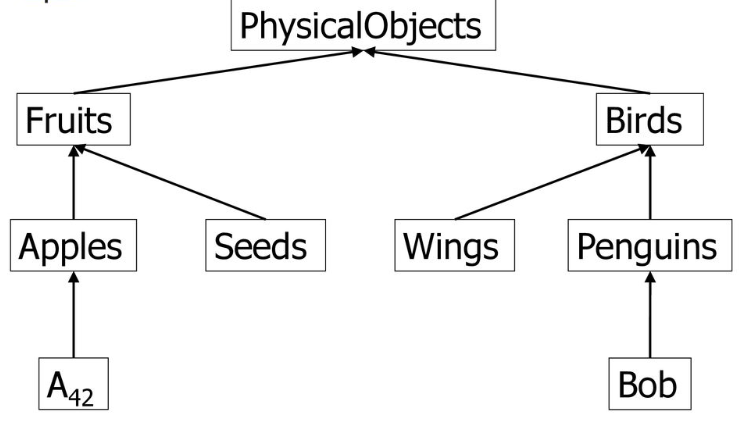 PhysicalObjects
Fruits
Birds
Apples
Seeds
Wings
Penguins
A₄₂
Bob